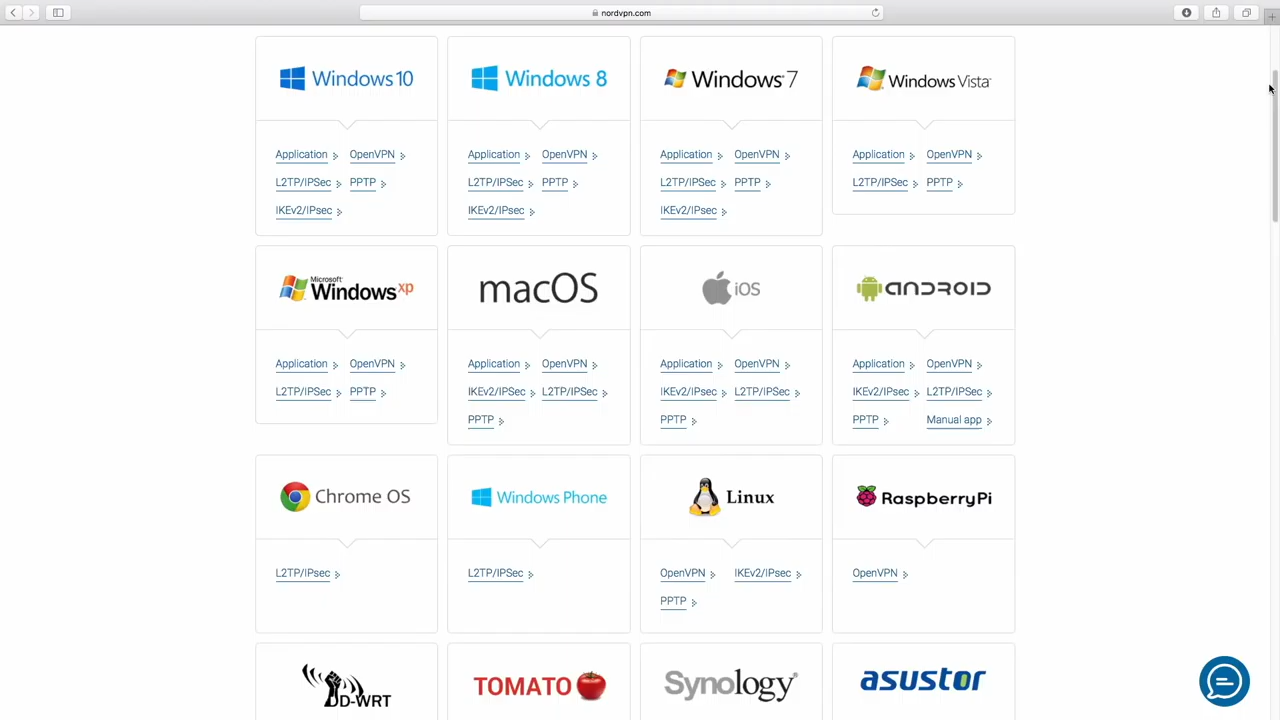 nordvpn.com
Windows 10
Windows 8
Windows 7
Windows Vista
Application OpenVPN
L2TP/IPSec PPTP
IKEv2/IPsec
Application OpenVPN
L2TP/IPSec PPTP
IKEv2/IPsec
Application OpenVPN
L2TP/IPSec PPTP
IKEv2/IPsec
Application OpenVPN
L2TP/IPSec PPTP
Microsoft
Windows xp
macOS
iOS
ANDROID
Application OpenVPN
L2TP/IPSec PPTP
Application OpenVPN
IKEv2/IPsec L2TP/IPSec
PPTP
Application OpenVPN
IKEv2/IPsec L2TP/IPSec
PPTP
Application OpenVPN
IKEv2/IPsec L2TP/IPSec
PPTP Manual app
Chrome OS
Windows Phone
Linux
RaspberryPi
L2TP/IPsec
L2TP/IPSec
OpenVPN IKEv2/IPsec
PPTP
OpenVPN
DD-WRT
TOMATO
Synology
asustor